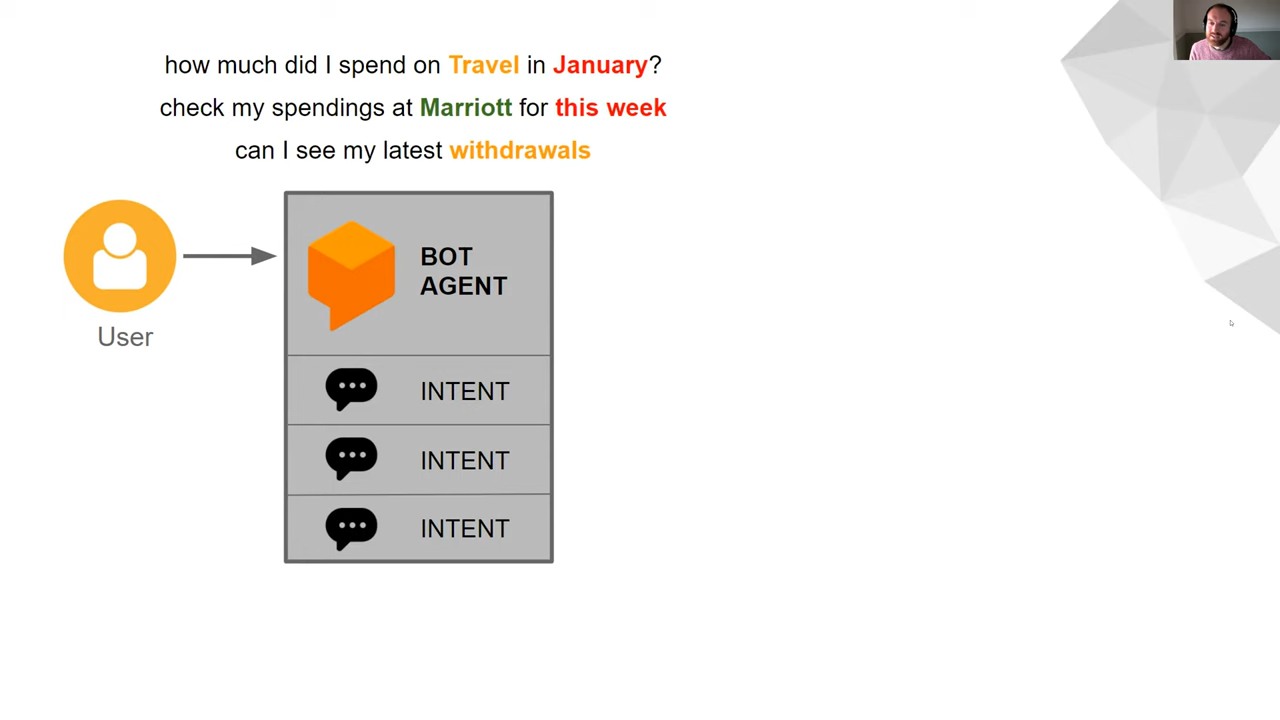 how much did I spend on Travel in January?
check my spendings at Marriott for this week
can I see my latest withdrawals
User
BOT
AGENT
INTENT
INTENT
INTENT